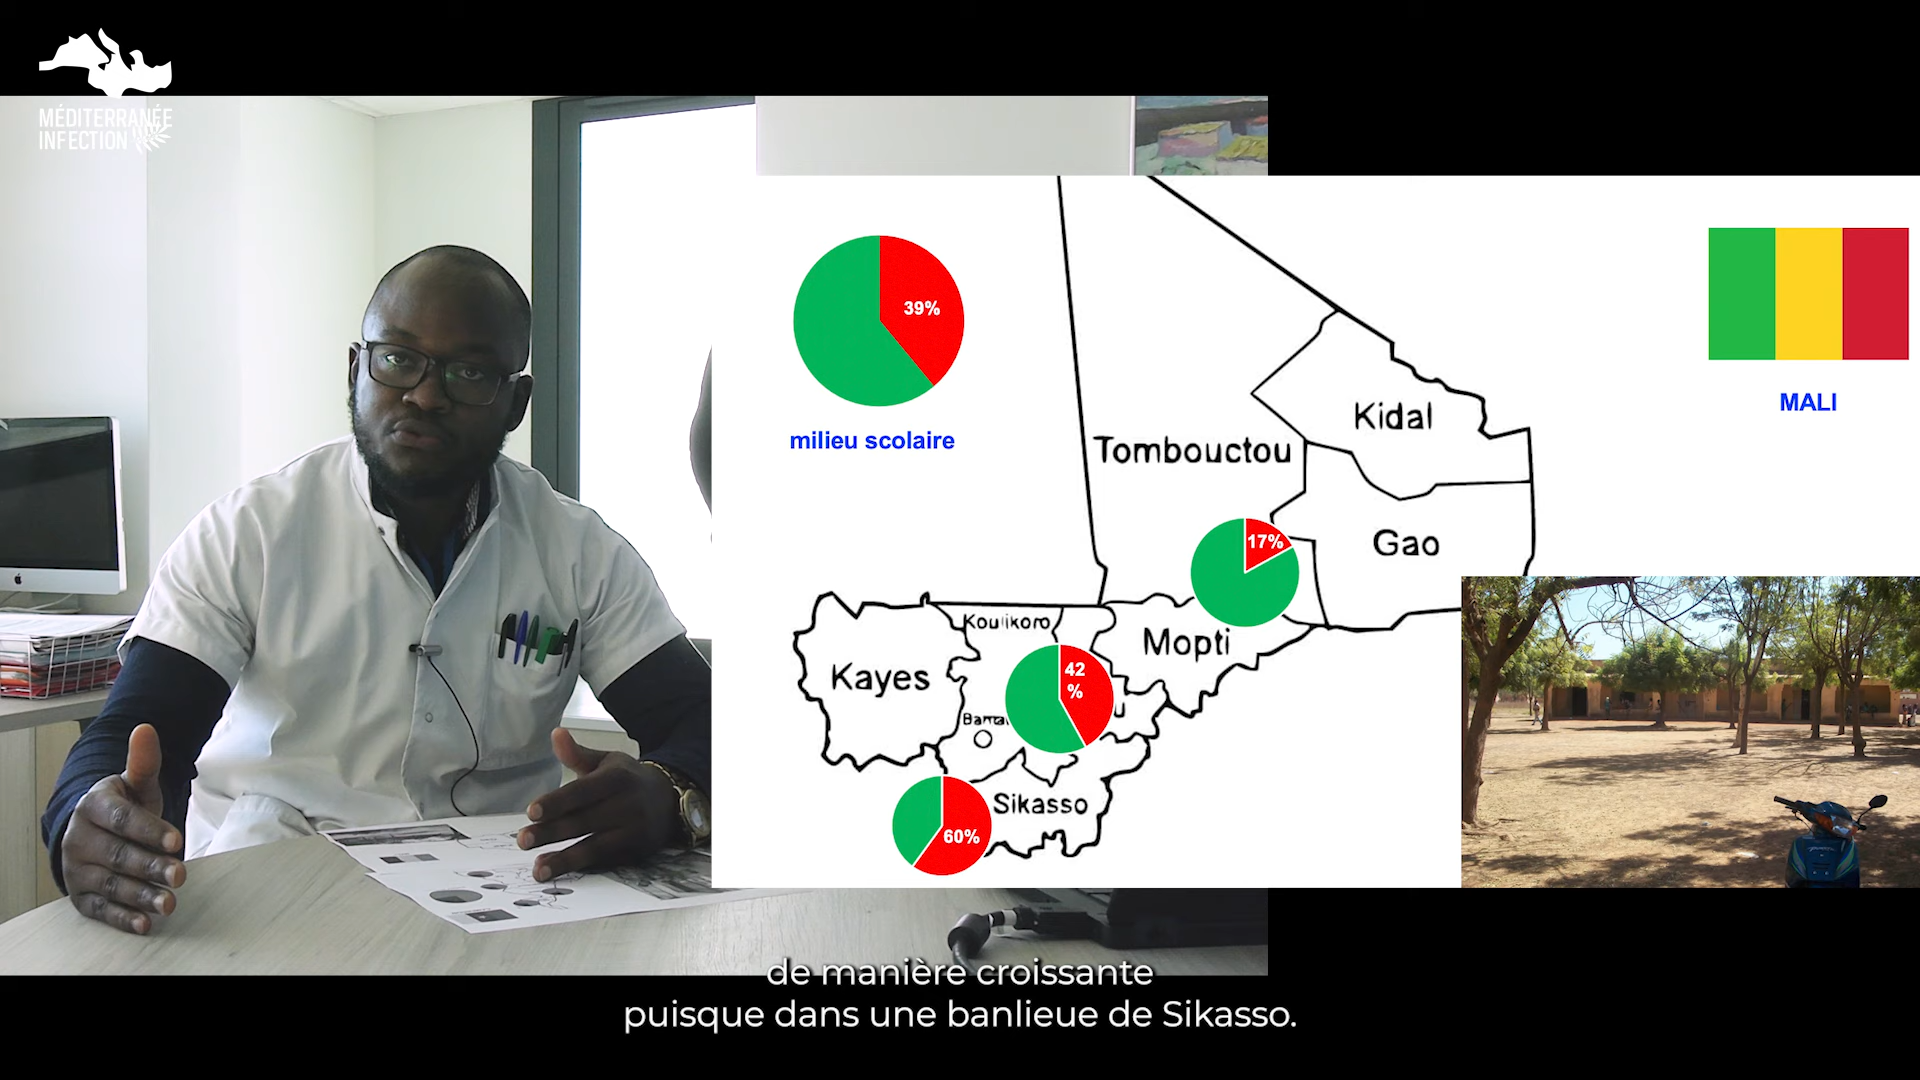 MÉDITERRANÉE
INFECTION
39%
milieu scolaire
MALI
Kidal
Tombouctou
Gao
17%
Koulikoro
Mopti
Kayes
42
%
Sikasso
60%
de manière croissante
puisque dans une banlieue de Sikasso.